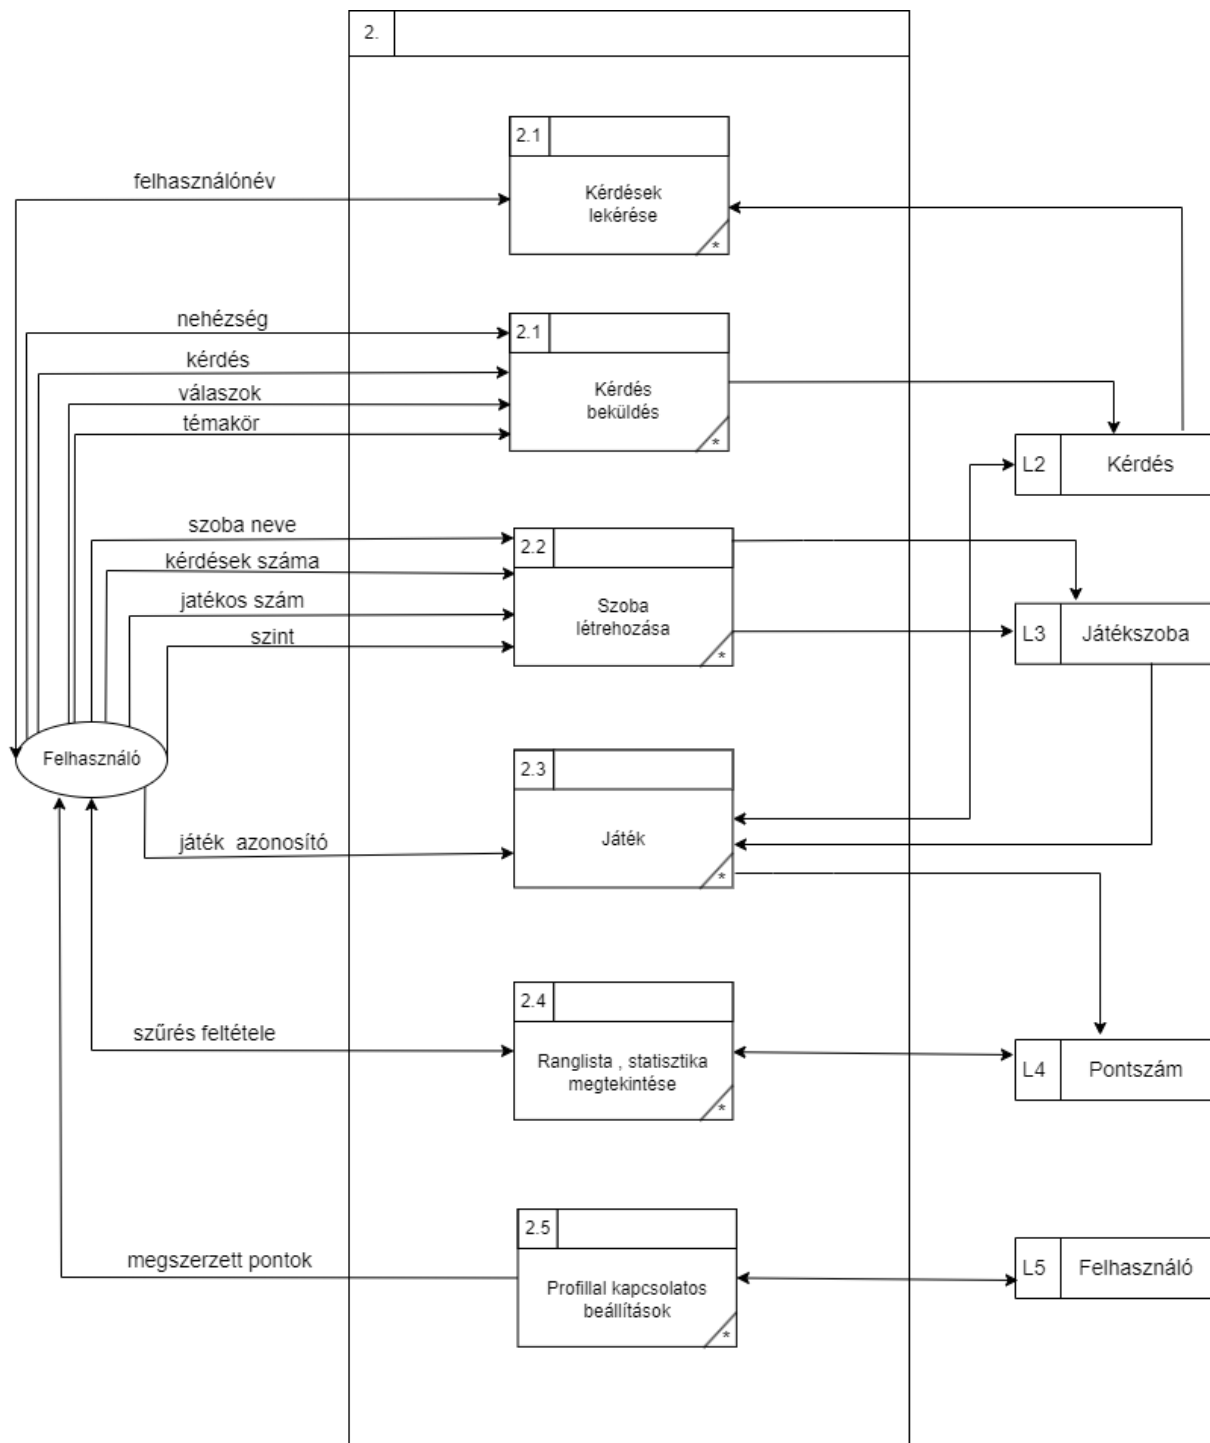 2.
2.1
felhasználónév
Kérdések
lekérése
*
nehézség
2.1
kérdés
válaszok
Kérdés
beküldés
témakör
*
L2
Kérdés
szoba neve
2.2
kérdések száma
jatékos szám
Szoba
létrehozása
szint
*
L3
Játékszoba
Felhasználó
2.3
játék azonosító
Játék
*
2.4
szűrés feltétele
Ranglista , statisztika
megtekintése
*
L4
Pontszám
2.5
megszerzett pontok
Profillal kapcsolatos
beállítások
*
L5
Felhasználó